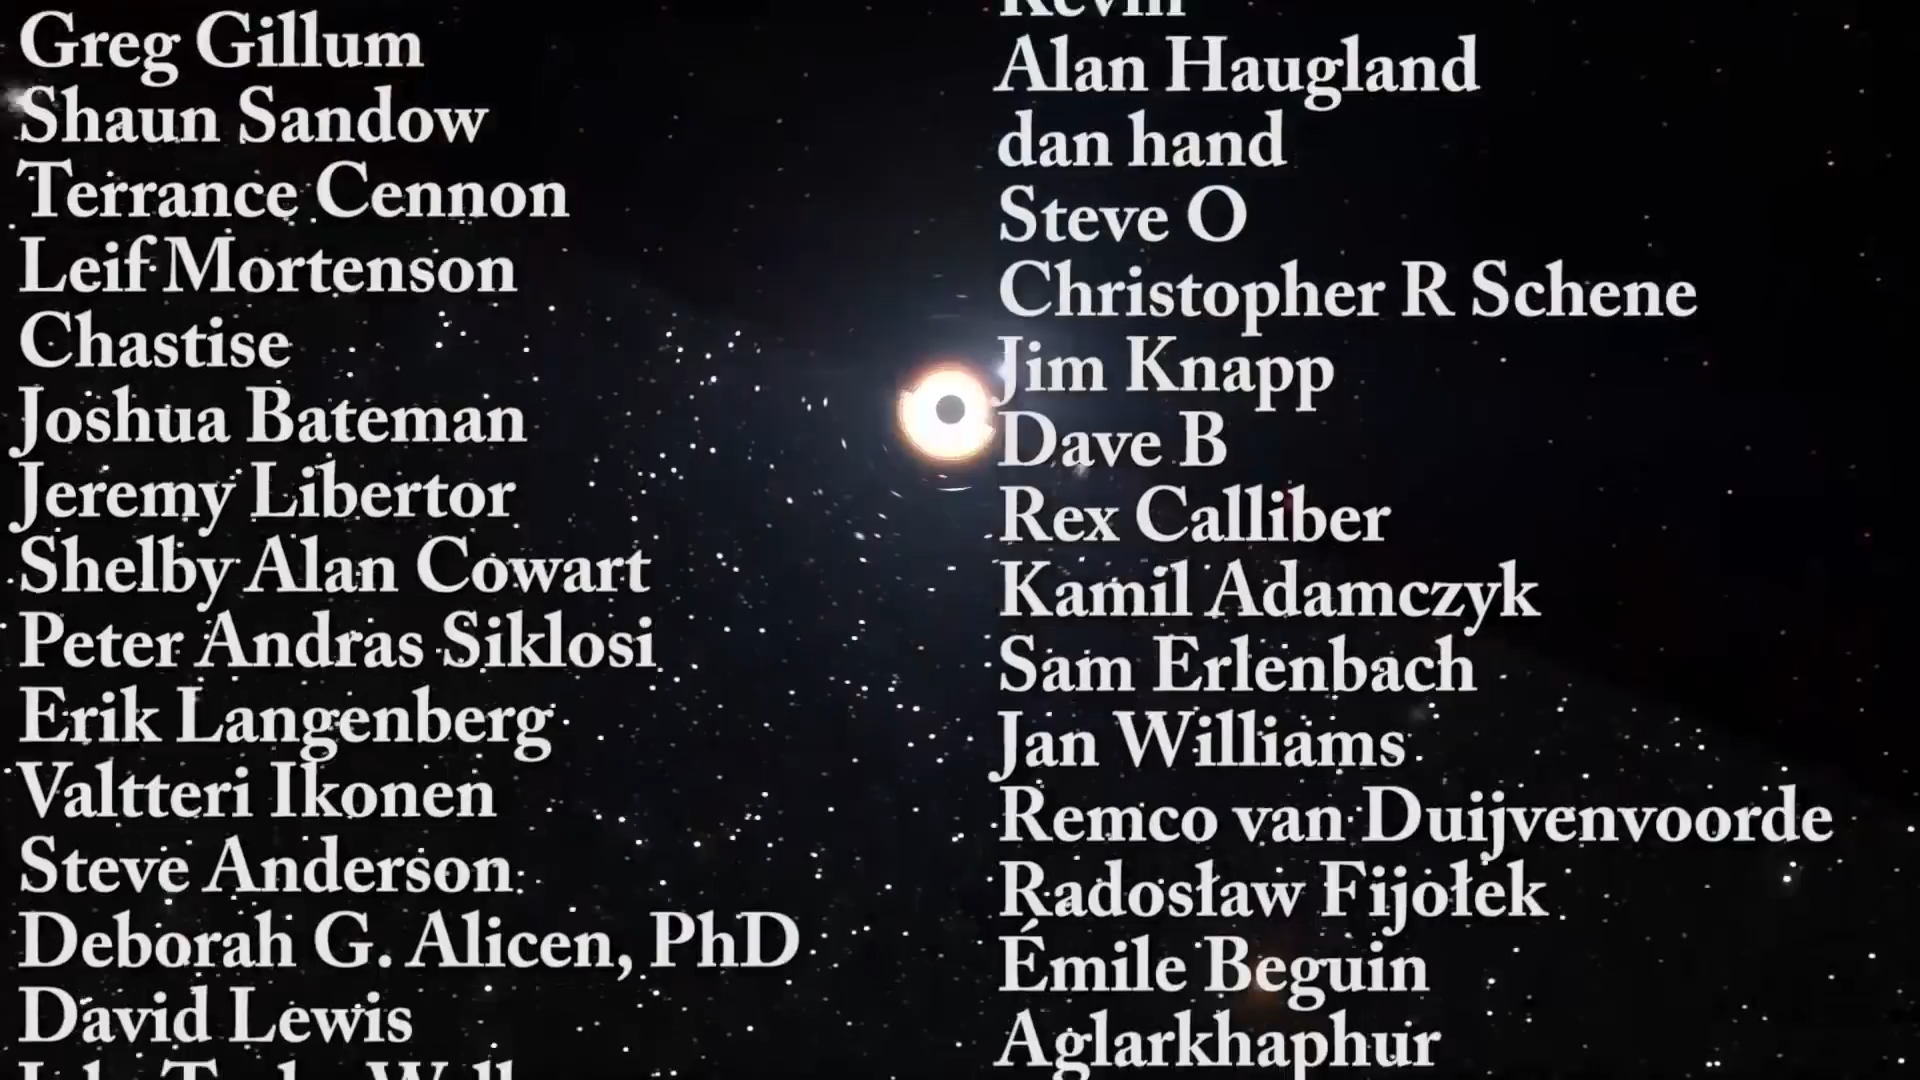 Greg Gillum
Shaun Sandow
Terrance Cennon
Leif Mortenson
Chastise
Joshua Bateman
Jeremy Libertor
Shelby Alan Cowart
Peter Andras Siklosi
Erik Langenberg
Valtteri Ikonen
Steve Anderson
Deborah G. Alicen, PhD
David Lewis
Kevin
Alan Haugland
dan hand
Steve O
Christopher R Schene
Jim Knapp
Dave B
Rex Calliber
Kamil Adamczyk
Sam Erlenbach
Jan Williams
Remco van Duijvenvoorde
Radosław Fijołek
Émile Beguin
Aglarkhaphur